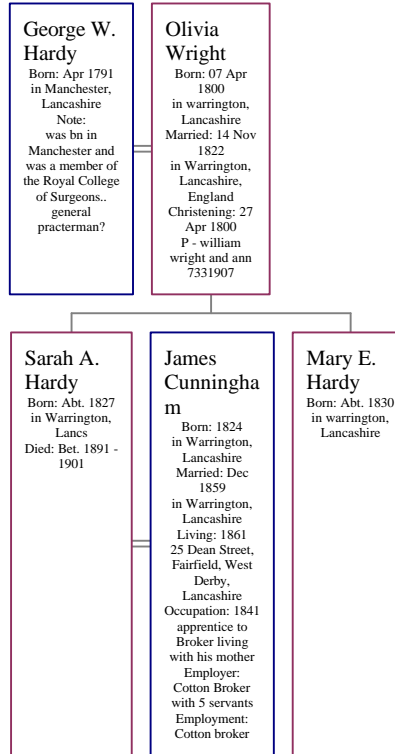 George W.
Hardy
Born: Apr 1791
in Manchester,
Lancashire
Note:
was bn in
Manchester and
was a member of
the Royal College
of Surgeons..
general
practerman?
Olivia
Wright
Born: 07 Apr
1800
in warrington,
Lancashire
Married: 14 Nov
1822
in Warrington,
Lancashire,
England
Christening: 27
Apr 1800
P - william
wright and ann
7331907
Sarah A.
Hardy
Born: Abt. 1827
in Warrington,
Lancs
Died: Bet. 1891 -
1901
James
Cunningha
m
Born: 1824
in Warrington,
Lancashire
Married: Dec
1859
in Warrington,
Lancashire
Living: 1861
25 Dean Street,
Fairfield, West
Derby,
Lancashire
Occupation: 1841
apprentice to
Broker living
with his mother
Employer:
Cotton Broker
with 5 servants
Employment:
Cotton broker
Mary E.
Hardy
Born: Abt. 1830
in warrington,
Lancashire